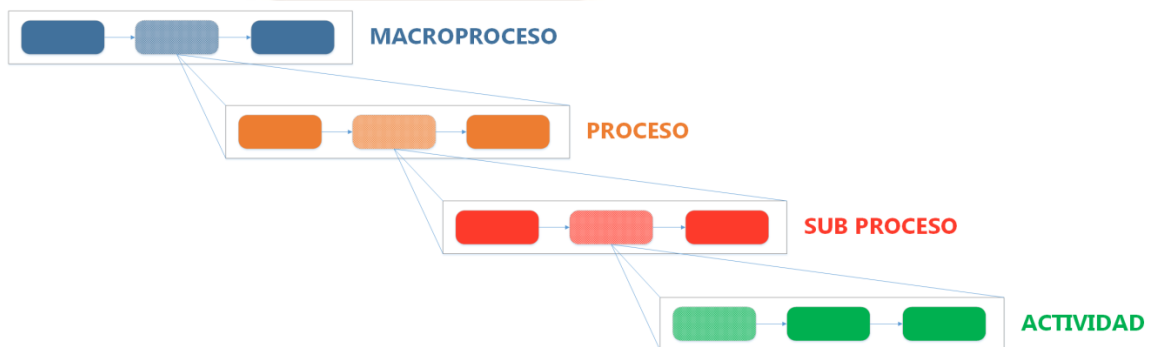 MACROPROCESO
PROCESO
SUB PROCESO
ACTIVIDAD